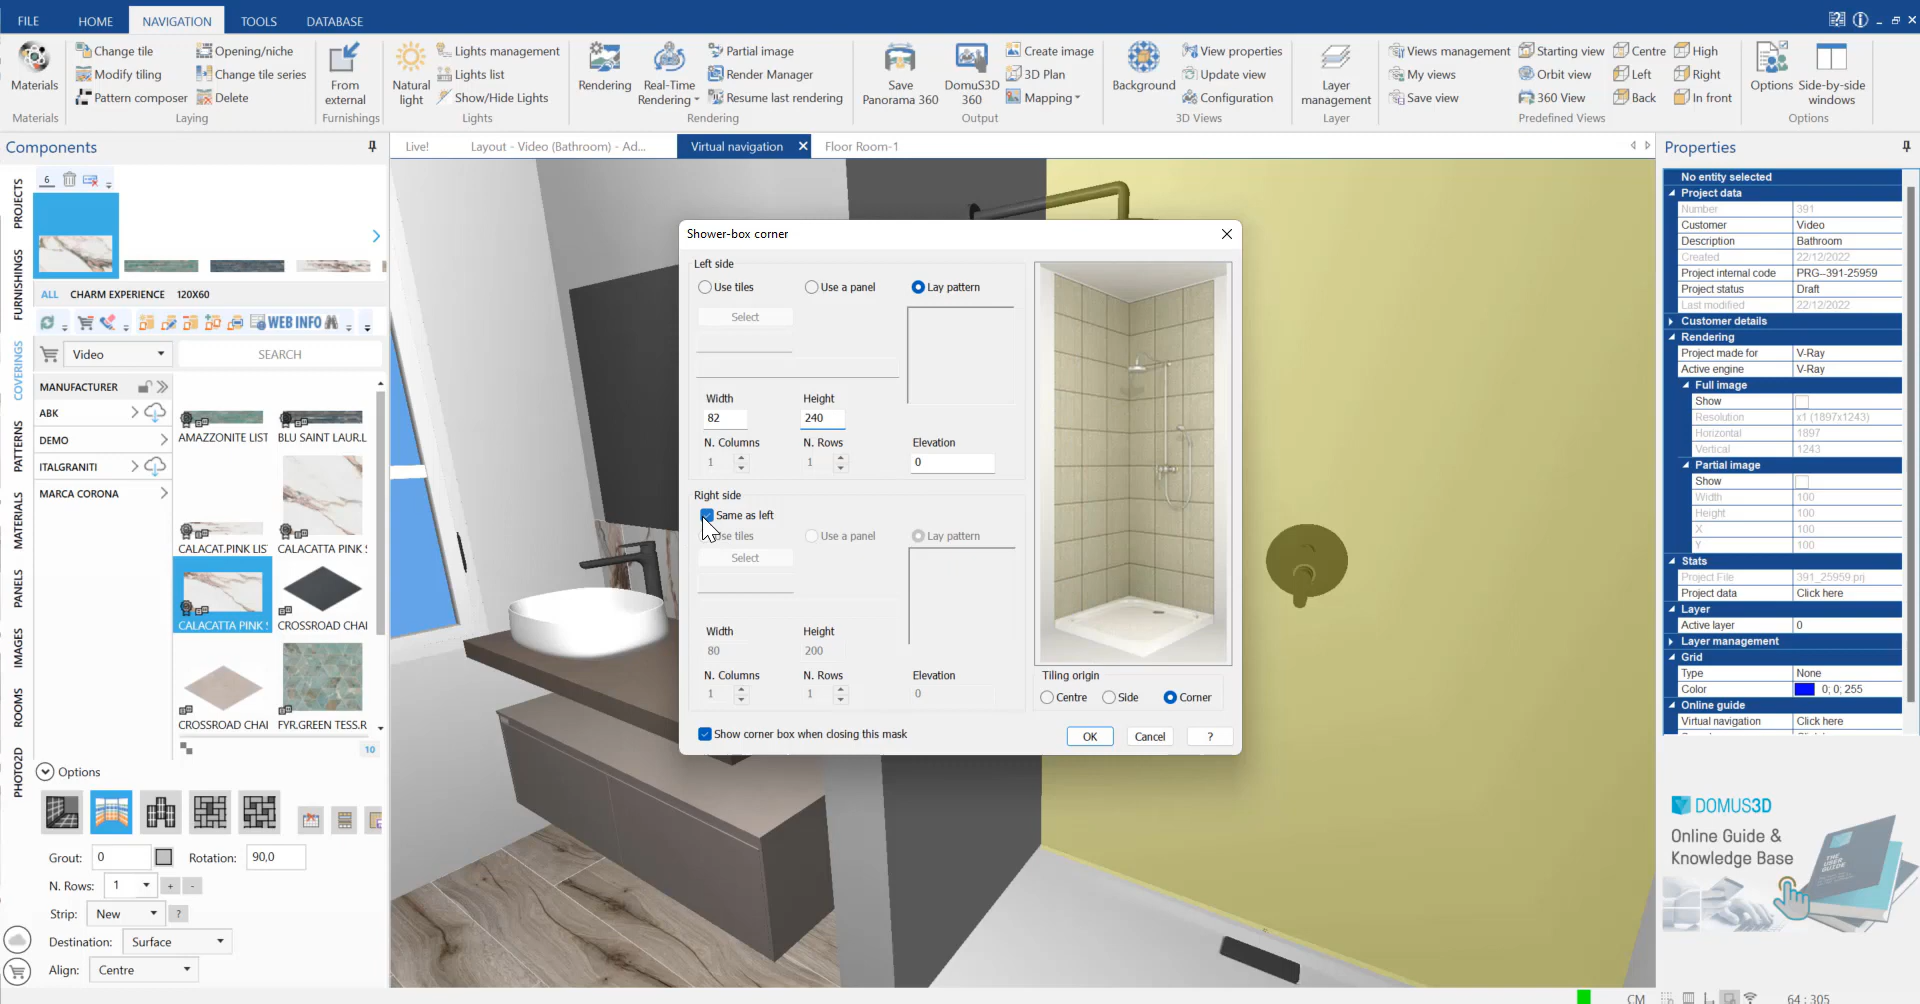 FILE HOME NAVIGATION TOOLS DATABASE
Materials
Change tile
Modify tiling
Pattern composer
Opening/niche
Change tile series
Delete
From
external
Natural
light
Lights management
Lights list
Show/Hide Lights
Rendering
Real-Time
Rendering
Partial image
Render Manager
Resume last rendering
Save
Panorama 360
DomuS3D
360
Create image
3D Plan
Mapping
Background
View properties
Update view
Configuration
Layer
management
Views management
My views
Save view
Starting view
Orbit view
360 View
Centre
Left
Back
High
Right
In front
Options
Side-by-side
windows
Materials Laying Furnishings Lights Rendering Output 3D Views Layer Predefined Views Options
Components
Live! Layout - Video (Bathroom) - Ad... Virtual navigation Floor Room-1
PROJECTS
FURNISHINGS
COVERINGS
PATTERNS
MATERIALS
PANELS
IMAGES
ROOMS
PHOTO2D
6
ALL CHARM EXPERIENCE 120X60
WEB INFO
Video SEARCH
MANUFACTURER
ABK
DEMO
ITALGRANITI
MARCA CORONA
AMAZZONITE LIST BLU SAINT LAUR.L
CALACAT.PINK LIS CALACATTA PINK S
CALACATTA PINK S CROSSROAD CHAI
CROSSROAD CHAI FYR.GREEN TESS.R
10
Options
Grout: 0 Rotation: 90,0
N. Rows: 1 + -
Strip: New ?
Destination: Surface
Align: Centre
Shower-box corner
Left side
Use tiles Use a panel Lay pattern
Select
Width Height
82 240
N. Columns N. Rows Elevation
1 1 0
Right side
Same as left
Use tiles Use a panel Lay pattern
Select
Width Height
80 200
N. Columns N. Rows Elevation
1 1 0
Tiling origin
Centre Side Corner
Show corner box when closing this mask
OK Cancel ?
Properties
No entity selected
Project data
Number 391
Customer Video
Description Bathroom
Created 22/12/2022
Project internal code PRG--391-25959
Project status Draft
Last modified 22/12/2022
Customer details
Rendering
Project made for V-Ray
Active engine V-Ray
Full image
Show
Resolution x1 (1897x1243)
Horizontal 1897
Vertical 1243
Partial image
Show
Width 100
Height 100
X 100
Y 100
Stats
Project File 391_25959.prj
Project data Click here
Layer
Active layer 0
Layer management
Grid
Type None
Color 0; 0; 255
Online guide
Virtual navigation Click here
DOMUS3D
Online Guide &
Knowledge Base
THE
USER
GUIDE
CM 64 : 305